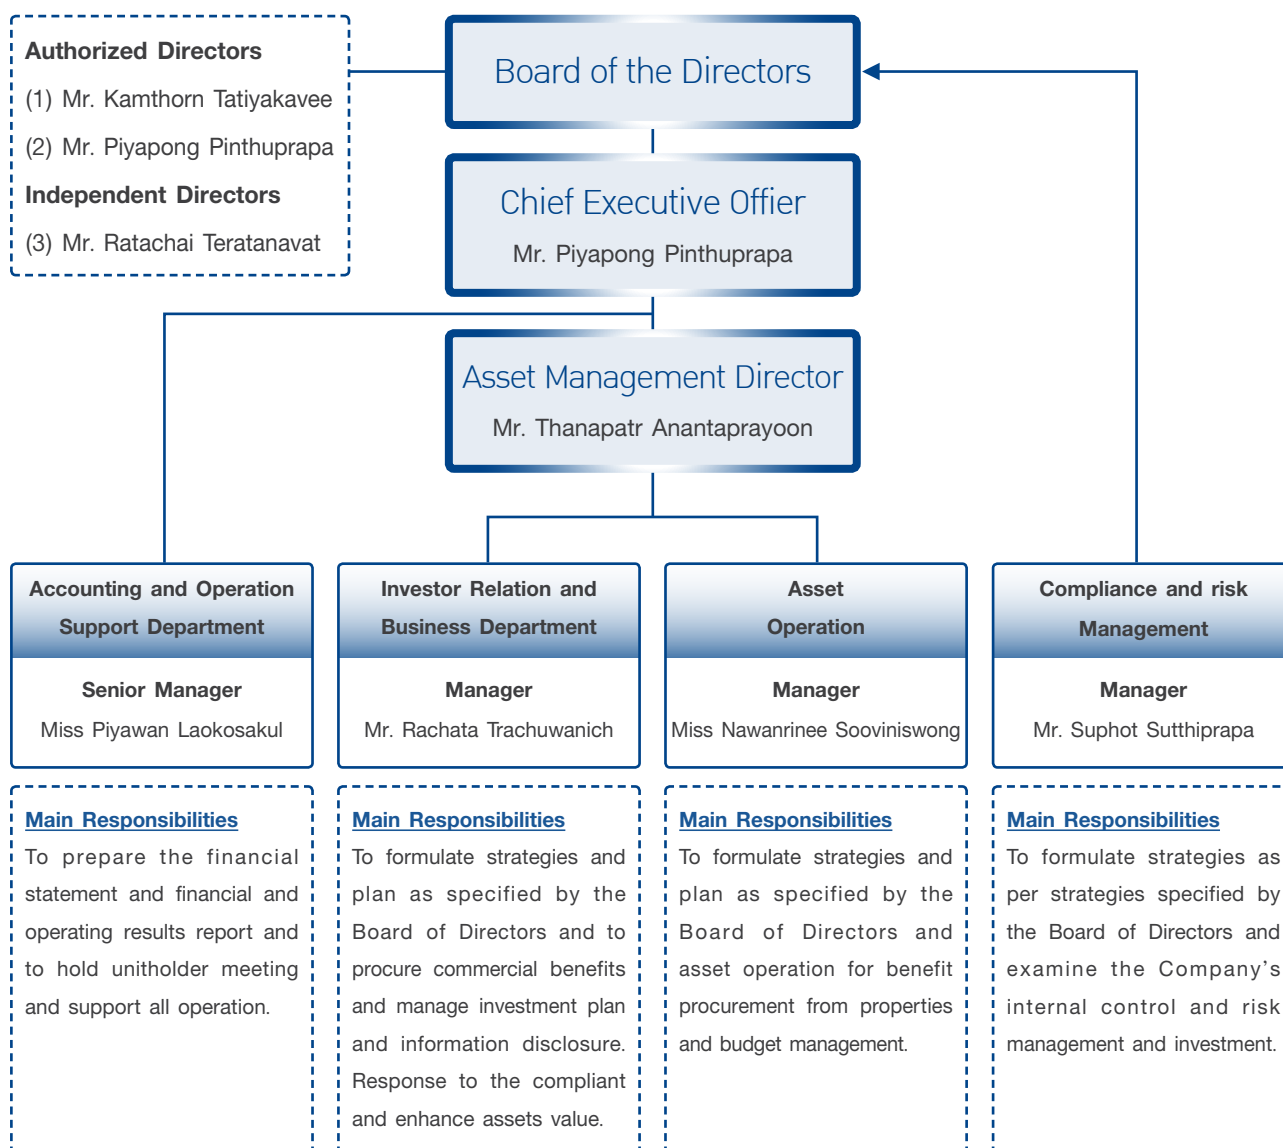 Authorized Directors
(1) Mr. Kamthorn Tatiyakavee
(2) Mr. Piyapong Pinthuprapa
Independent Directors
(3) Mr. Ratachai Teratanavat
Board of the Directors
Chief Executive Offier
Mr. Piyapong Pinthuprapa
Asset Management Director
Mr. Thanapatr Anantaprayoon
Accounting and Operation
Support Department
Senior Manager
Miss Piyawan Laokosakul
Investor Relation and
Business Department
Manager
Mr. Rachata Trachuwanich
Asset
Operation
Manager
Miss Nawanrinee Sooviniswong
Compliance and risk
Management
Manager
Mr. Suphot Sutthiprapa
Main Responsibilities
To prepare the financial
statement and financial and
operating results report and
to hold unitholder meeting
and support all operation.
Main Responsibilities
To formulate strategies and
plan as specified by the
Board of Directors and to
procure commercial benefits
and manage investment plan
and information disclosure.
Response to the compliant
and enhance assets value.
Main Responsibilities
To formulate strategies and
plan as specified by the
Board of Directors and
asset operation for benefit
procurement from properties
and budget management.
Main Responsibilities
To formulate strategies as
per strategies specified by
the Board of Directors and
examine the Company's
internal control and risk
management and investment.